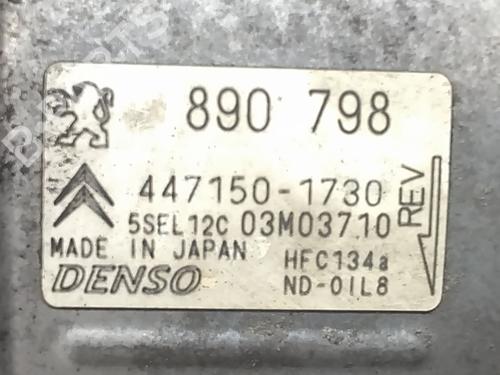 890 798
447150-1730
5SEL12C 03M03710
MADE IN JAPAN HFC134a
DENSO ND-OIL8
REV